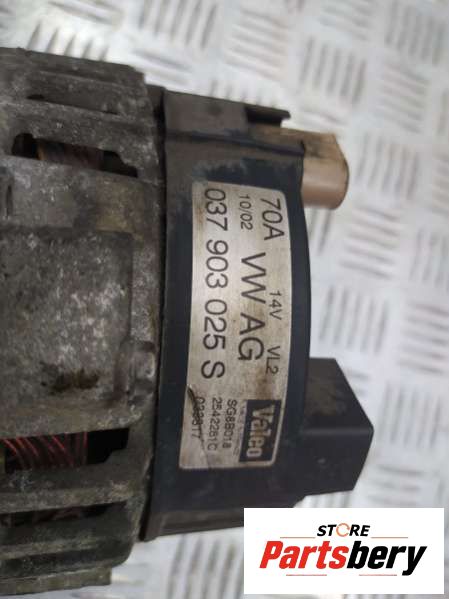 70A 14V VL2
10/02 VW AG
037 903 025 S
Valeo
SG6B018
2542281C
STORE
Partsbery